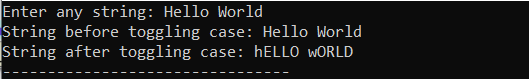 Enter any string: Hello World
String before toggling case: Hello World
String after toggling case: hELLO wORLD
--------------------------------